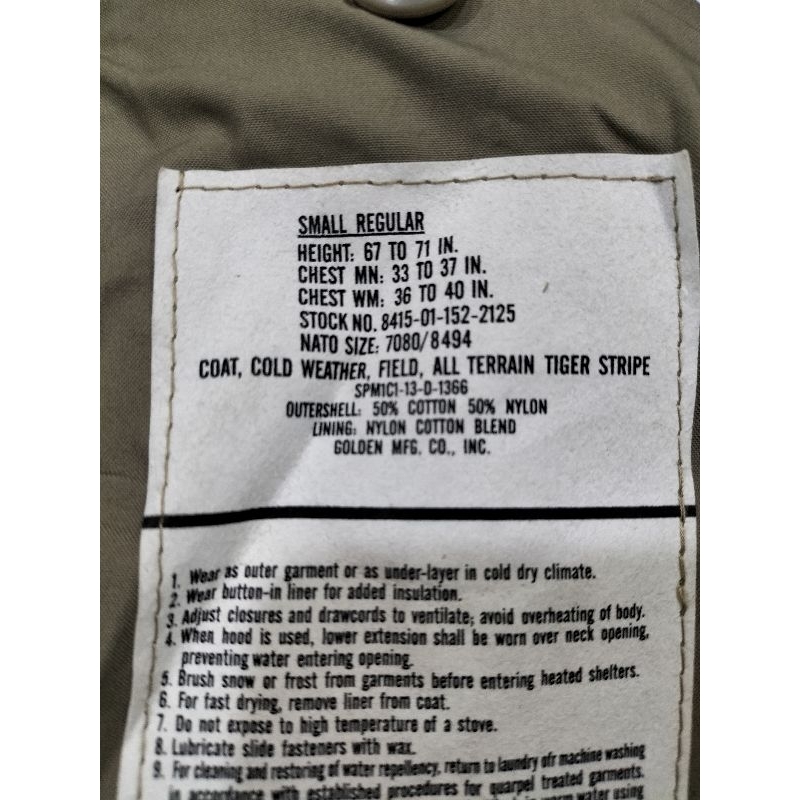 SMALL REGULAR
HEIGHT: 67 TO 71 IN.
CHEST MN: 33 TO 37 IN.
CHEST WM: 36 TO 40 IN.
STOCK NO. 8415-01-152-2125
NATO SIZE: 7080/8494
COAT, COLD WEATHER, FIELD, ALL TERRAIN TIGER STRIPE
SPM1C1-13-D-1366
OUTERSHELL: 50% COTTON 50% NYLON
LINING: NYLON COTTON BLEND
GOLDEN MFG. CO., INC.
1. Wear as outer garment or as under-layer in cold dry climate.
2. Wear button-in liner for added insulation.
3. Adjust closures and drawcords to ventilate; avoid overheating of body.
4. When hood is used, lower extension shall be worn over neck opening,
preventing water entering opening.
5. Brush snow or frost from garments before entering heated shelters.
6. For fast drying, remove liner from coat.
7. Do not expose to high temperature of a stove.
8. Lubricate slide fasteners with wax.
9. For cleaning and restoring of water repellency, return to laundry ofr machine washing
in accordance with established procedures for quarpel treated garments.
warm water using